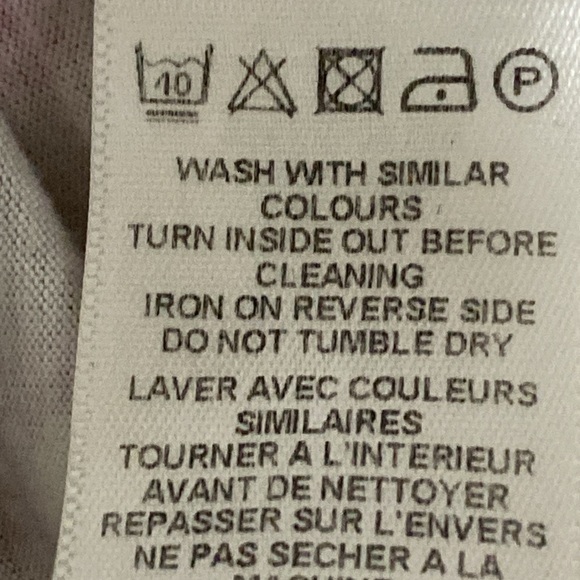 40
P
WASH WITH SIMILAR
COLOURS
TURN INSIDE OUT BEFORE
CLEANING
IRON ON REVERSE SIDE
DO NOT TUMBLE DRY
LAVER AVEC COULEURS
SIMILAIRES
TOURNER A L'INTERIEUR
AVANT DE NETTOYER
REPASSER SUR L'ENVERS
NE PAS SECHER A LA